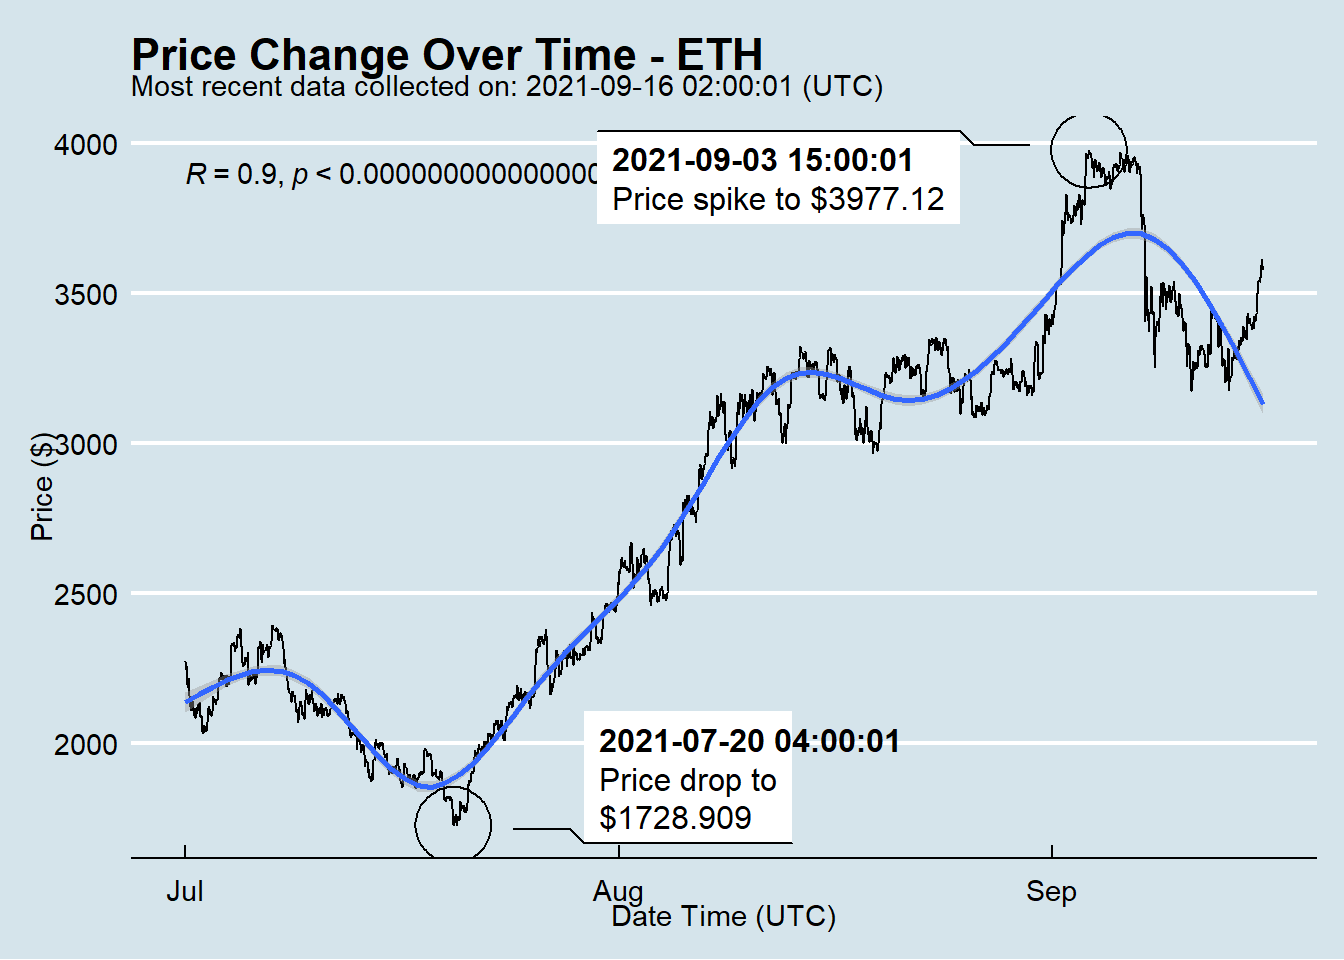 Price Change Over Time - ETH
Most recent data collected on: 2021-09-16 02:00:01 (UTC)
4000
R = 0.9, p < 0.000000000000000
2021-09-03 15:00:01
Price spike to $3977.12
3500
3000
Price ($)
2500
2000
2021-07-20 04:00:01
Price drop to
$1728.909
Jul
Aug
Sep
Date Time (UTC)